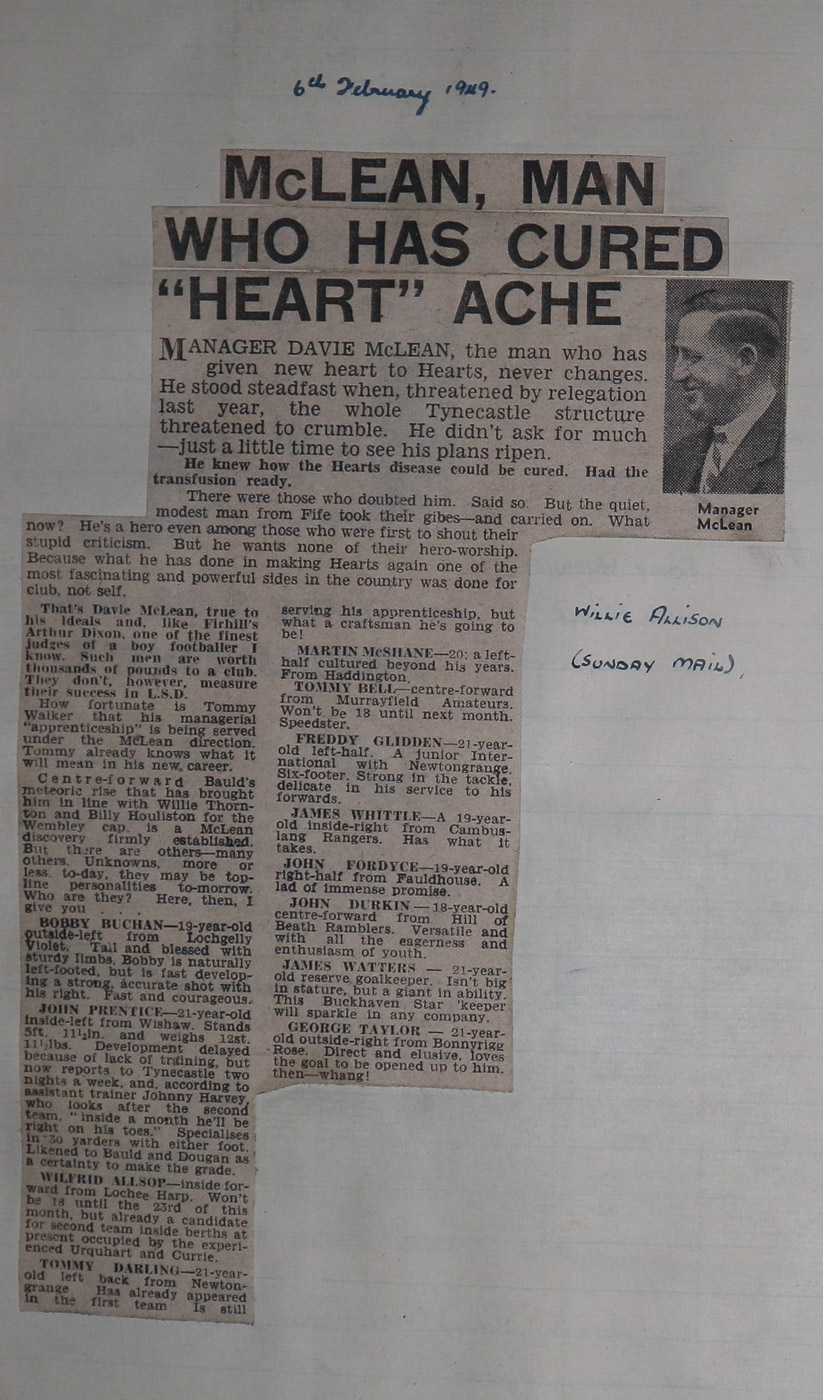 6th February 1949.
McLEAN, MAN
WHO HAS CURED
"HEART" ACHE
MANAGER DAVIE McLEAN, the man who has
given new heart to Hearts, never changes.
He stood steadfast when, threatened by relegation
last year, the whole Tynecastle structure
threatened to crumble. He didn't ask for much
—just a little time to see his plans ripen.
He knew how the Hearts disease could be cured. Had the
transfusion ready.
There were those who doubted him. Said so. But the quiet,
modest man from Fife took their gibes—and carried on. What
now? He's a hero even among those who were first to shout their
stupid criticism. But he wants none of their hero-worship.
Because what he has done in making Hearts again one of the
most fascinating and powerful sides in the country was done for
club, not self.
Manager
McLean
That's Davie McLean, true to
his ideals and, like Firhill's
Arthur Dixon, one of the finest
judges of a boy footballer I
know. Such men are worth
thousands of pounds to a club.
They don't, however, measure
their success in L.S.D.
How fortunate is Tommy
Walker that his managerial
"apprenticeship" is being served
under the McLean direction.
Tommy already knows what it
will mean in his new career.
Centre-forward Bauld's
meteoric rise that has brought
him in line with Willie Thorn-
ton and Billy Houliston for the
Wembley cap. is a McLean
discovery firmly established.
But there are others—many
others. Unknowns, more or
less to-day, they may be top-
line personalities to-morrow.
Who are they? Here, then, I
give you . . . .
BOBBY BUCHAN—19-year-old
outside-left from Lochgelly
Violet. Tall and blessed with
sturdy limbs, Bobby is naturally
left-footed, but is fast develop-
ing a strong, accurate shot with
his right. Fast and courageous.
JOHN PRENTICE—21-year-old
inside-left from Wishaw. Stands
5ft. 11½in. and weighs 12st.
11½lbs. Development delayed
because of lack of training, but
now reports to Tynecastle two
nights a week, and, according to
assistant trainer Johnny Harvey,
who looks after the second
team, "inside a month he'll be
right on his toes." Specialises
in 30 yarders with either foot.
Likened to Bauld and Dougan as
a certainty to make the grade.
WILFRID ALLSOP—inside for-
ward from Lochee Harp. Won't
be 18 until the 23rd of this
month, but already a candidate
for second team inside berths at
present occupied by the experi-
enced Urquhart and Currie.
TOMMY DARLING—21-year-
old left back from Newton-
grange Has already appeared
in the first team Is still
serving his apprenticeship, but
what a craftsman he's going to
be!
MARTIN McSHANE—20; a left-
half cultured beyond his years.
From Haddington.
TOMMY BELL—centre-forward
from Murrayfield Amateurs.
Won't be 18 until next month.
Speedster.
FREDDY GLIDDEN—21-year-
old left-half. A junior Inter-
national with Newtongrange.
Six-footer. Strong in the tackle,
delicate in his service to his
forwards.
JAMES WHITTLE—A 19-year-
old inside-right from Cambus-
lang Rangers. Has what it
takes.
JOHN FORDYCE—19-year-old
right-half from Fauldhouse. A
lad of immense promise.
JOHN DURKIN—18-year-old
centre-forward from Hill of
Beath Ramblers. Versatile and
with all the eagerness and
enthusiasm of youth.
JAMES WATTERS — 21-year-
old reserve goalkeeper. Isn't big
in stature, but a giant in ability.
This Buckhaven Star 'keeper
will sparkle in any company.
GEORGE TAYLOR — 21-year-
old outside-right from Bonnyrigg
Rose. Direct and elusive, loves
the goal to be opened up to him.
then—whang!
WILLIE ALLISON
(SUNDAY MAIL),